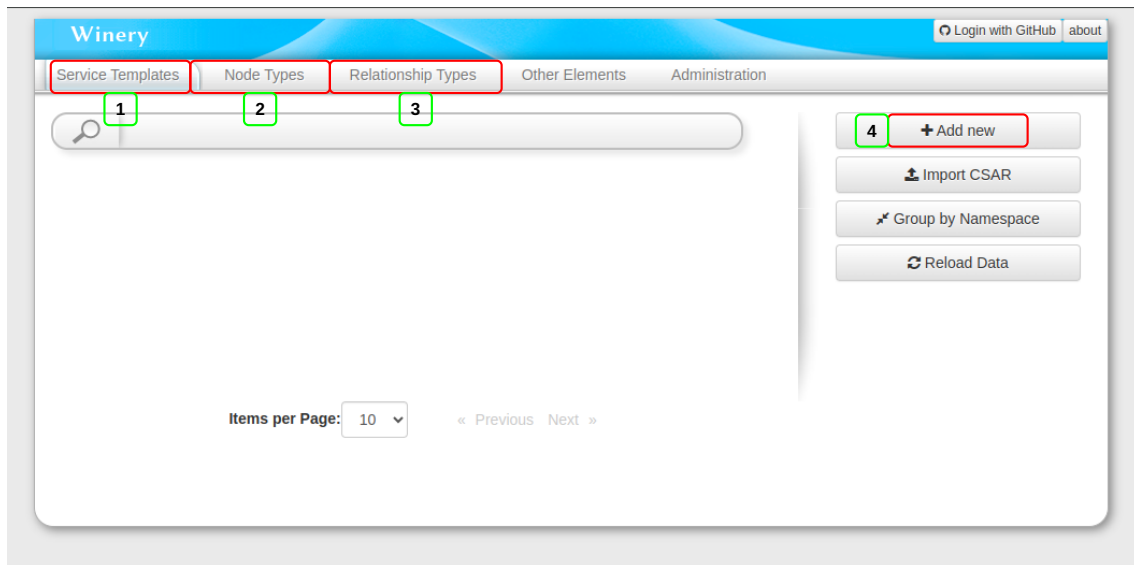 Winery
Login with GitHub about
Service Templates Node Types Relationship Types Other Elements Administration
1 2 3
4 Add new
Import CSAR
Group by Namespace
Reload Data
Items per Page: 10 « Previous Next »